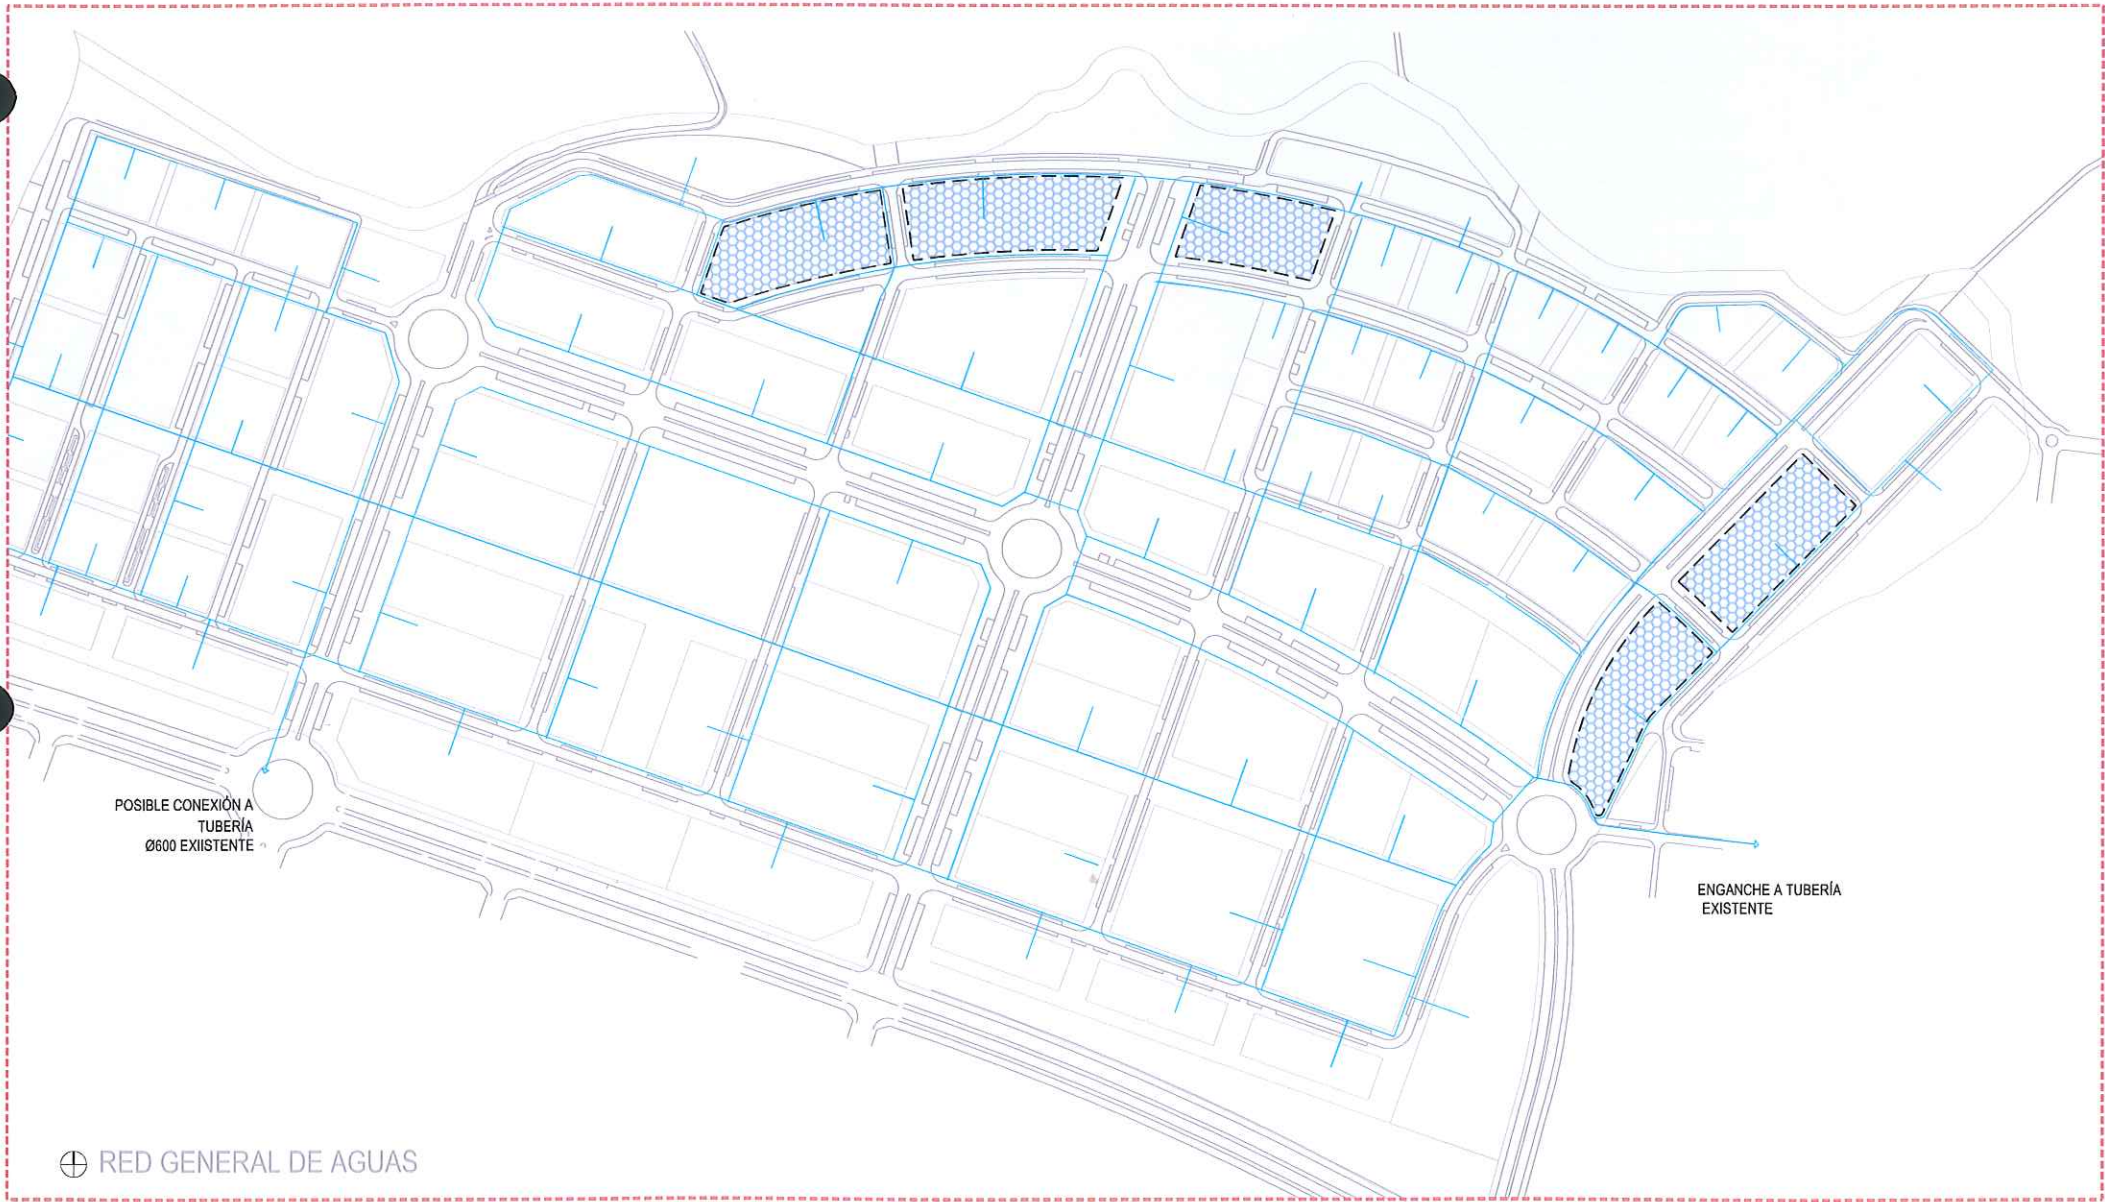 POSIBLE CONEXIÓN A
TUBERÍA
Ø600 EXIISTENTE
ENGANCHE A TUBERÍA
EXISTENTE
RED GENERAL DE AGUAS